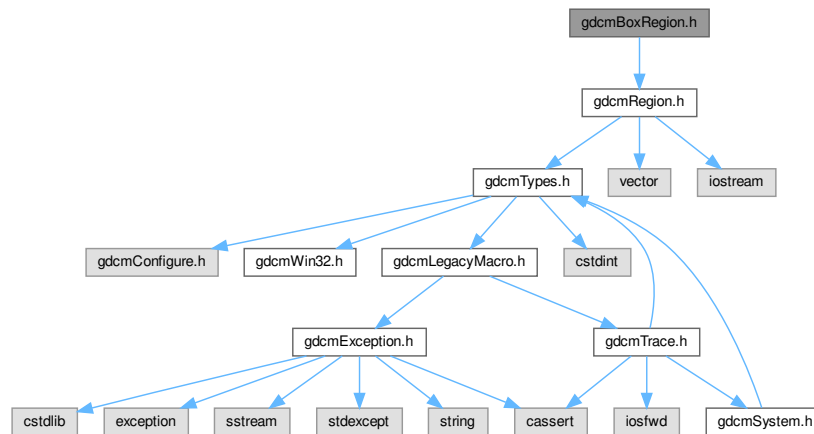 gdcmBoxRegion.h
gdcmRegion.h
gdcmTypes.h
vector
iostream
gdcmConfigure.h
gdcmWin32.h
gdcmLegacyMacro.h
cstdint
gdcmException.h
gdcmTrace.h
cstdlib
exception
sstream
stdexcept
string
cassert
iosfwd
gdcmSystem.h